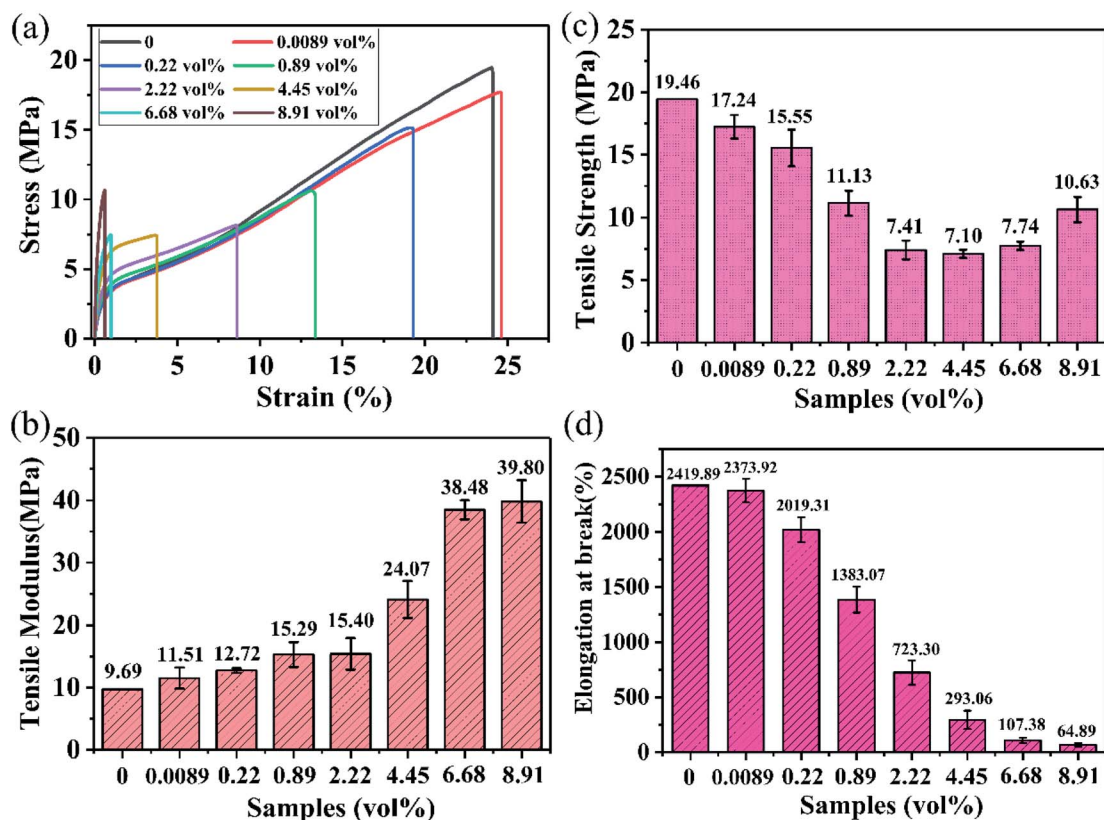 (a)
0
0.0089 vol%
0.22 vol%
0.89 vol%
2.22 vol%
4.45 vol%
6.68 vol%
8.91 vol%
Stress (MPa)
20
15
10
5
0
0 5 10 15 20 25
Strain (%)
(c)
Tensile Strength (MPa)
25
20
15
10
5
0
19.46
17.24
15.55
11.13
7.41
7.10
7.74
10.63
0 0.0089 0.22 0.89 2.22 4.45 6.68 8.91
Samples (vol%)
(b)
Tensile Modulus(MPa)
50
40
30
20
10
0
9.69
11.51
12.72
15.29
15.40
24.07
38.48
39.80
0 0.0089 0.22 0.89 2.22 4.45 6.68 8.91
Samples (vol%)
(d)
Elongation at break(%)
2500
2000
1500
1000
500
0
2419.89
2373.92
2019.31
1383.07
723.30
293.06
107.38
64.89
0 0.0089 0.22 0.89 2.22 4.45 6.68 8.91
Samples (vol%)